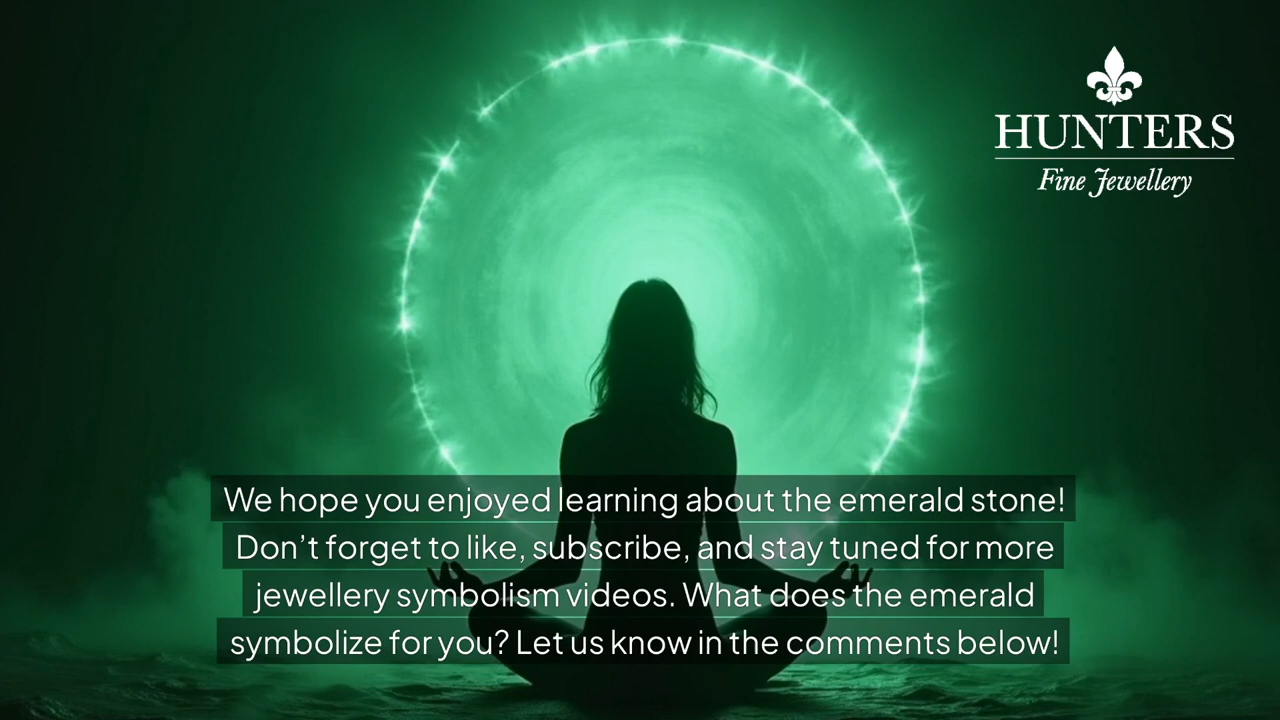 HUNTERS
Fine Jewellery
We hope you enjoyed learning about the emerald stone!
Don’t forget to like, subscribe, and stay tuned for more
jewellery symbolism videos. What does the emerald
symbolize for you? Let us know in the comments below!